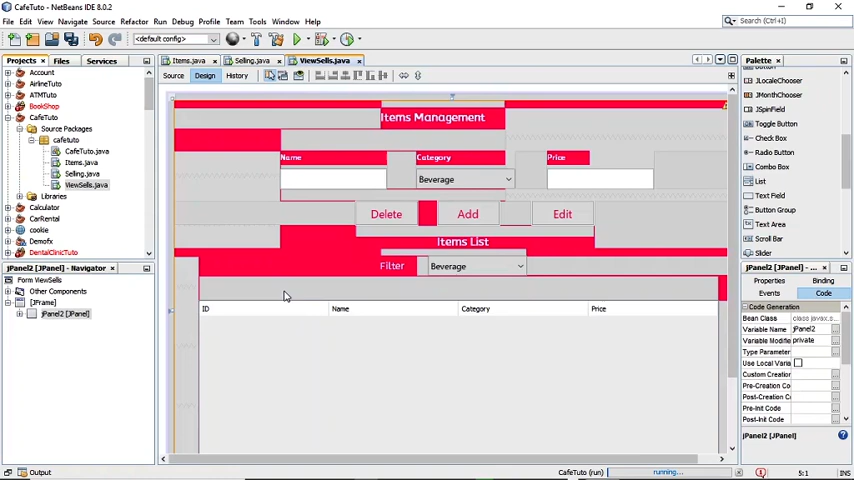 CafeTuto - NetBeans IDE 8.0.2
File Edit View Navigate Source Refactor Run Debug Profile Team Tools Window Help
Search (Ctrl+I)
<default config>
Projects Files Services
Items.java Selling.java ViewSells.java
Palette
Source Design History
Account
AirlineTuto
ATMTuto
BookShop
CafeTuto
Source Packages
cafetuto
CafeTuto.java
Items.java
Selling.java
ViewSells.java
Libraries
Calculator
CarRental
cookie
Demofx
DentalClinicTuto
jPanel2 [JPanel] - Navigator
Form ViewSells
Other Components
[JFrame]
jPanel2 [JPanel]
Items Management
Name Category Price
Beverage
Delete Add Edit
Items List
Filter Beverage
ID Name Category Price
Button
JLocaleChooser
JMonthChooser
JSpinField
Toggle Button
Check Box
Radio Button
Combo Box
List
Text Field
Button Group
Text Area
Scroll Bar
Slider
jPanel2 [JPanel]
Properties Binding
Events Code
Code Generation
Bean Class class javax.s
Variable Name jPanel2
Variable Modifie private
Type Parameter
Use Local Varia
Custom Creation
Pre-Creation C
Post-Creation C
Pre-Init Code
Post-Init Code
jPanel2 [JPanel]
Output
CafeTuto (run) running... 5:1 INS